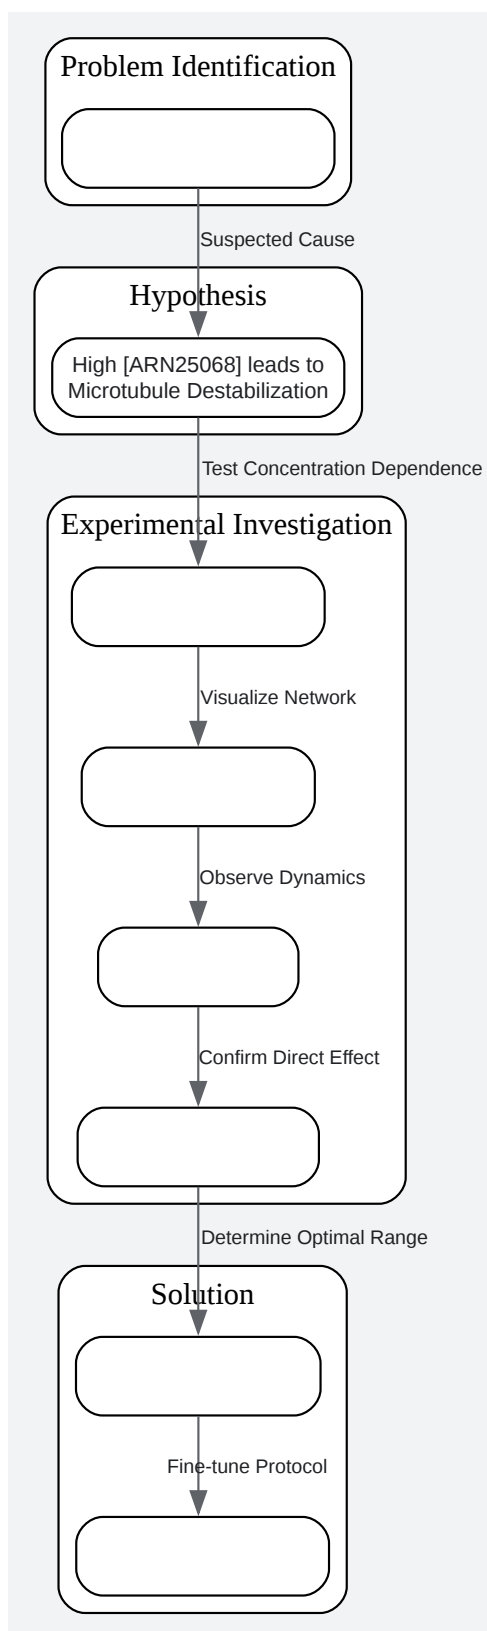 Problem Identification
Suspected Cause
Hypothesis
High [ARN25068] leads to
Microtubule Destabilization
Test Concentration Dependence
Experimental Investigation
Visualize Network
Observe Dynamics
Confirm Direct Effect
Determine Optimal Range
Solution
Fine-tune Protocol